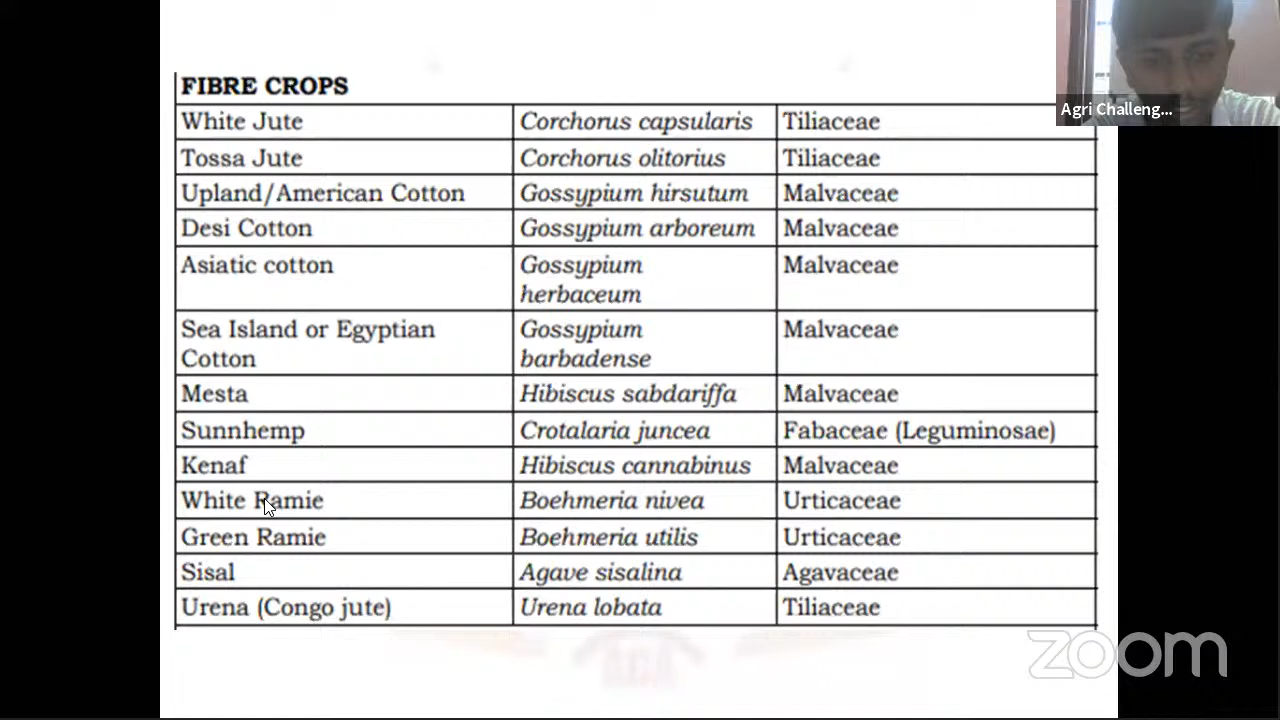 FIBRE CROPS
White Jute Corchorus capsularis Tiliaceae
Tossa Jute Corchorus olitorius Tiliaceae
Upland/American Cotton Gossypium hirsutum Malvaceae
Desi Cotton Gossypium arboreum Malvaceae
Asiatic cotton Gossypium Malvaceae
herbaceum
Sea Island or Egyptian Gossypium Malvaceae
Cotton barbadense
Mesta Hibiscus sabdariffa Malvaceae
Sunnhemp Crotalaria juncea Fabaceae (Leguminosae)
Kenaf Hibiscus cannabinus Malvaceae
White Ramie Boehmeria nivea Urticaceae
Green Ramie Boehmeria utilis Urticaceae
Sisal Agave sisalina Agavaceae
Urena (Congo jute) Urena lobata Tiliaceae
Agri Challeng...
zoom